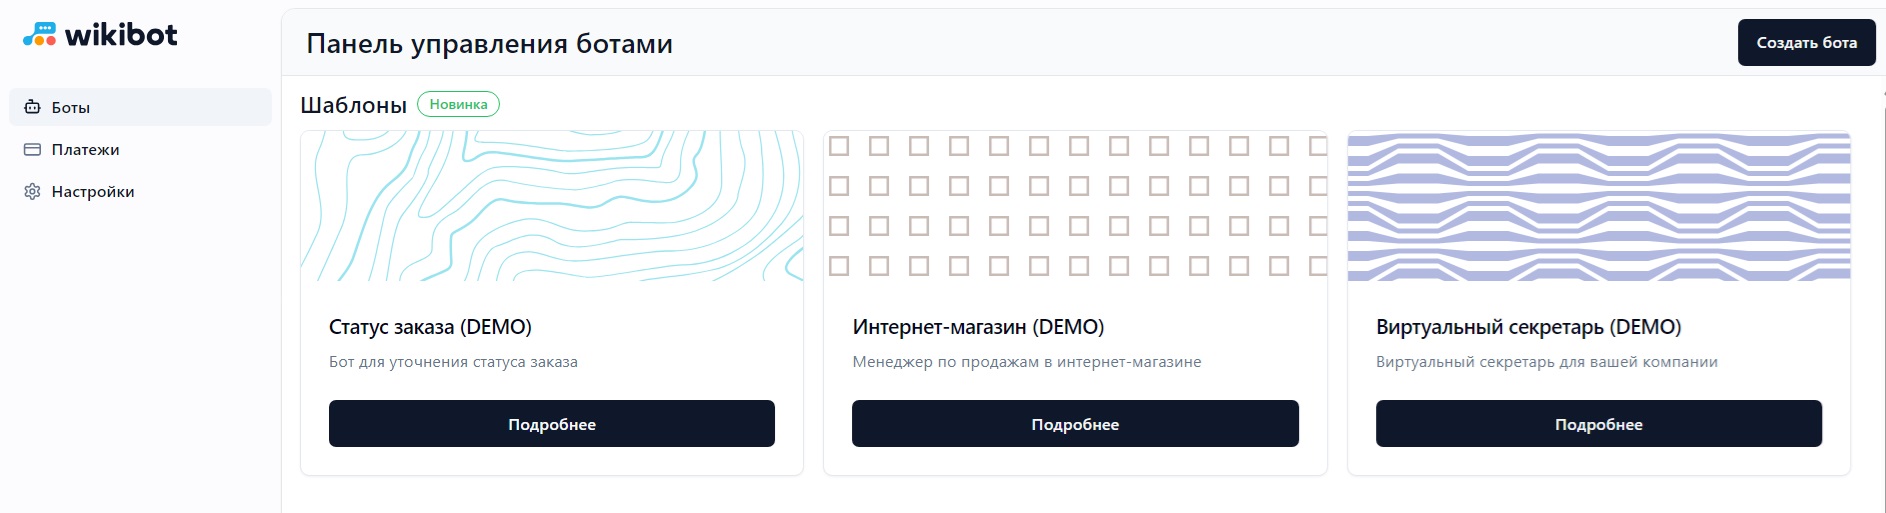 wikibot
Боты
Платежи
Настройки
Панель управления ботами
Создать бота
Шаблоны Новинка
Статус заказа (DEMO)
Бот для уточнения статуса заказа
Подробнее
Интернет-магазин (DEMO)
Менеджер по продажам в интернет-магазине
Подробнее
Виртуальный секретарь (DEMO)
Виртуальный секретарь для вашей компании
Подробнее